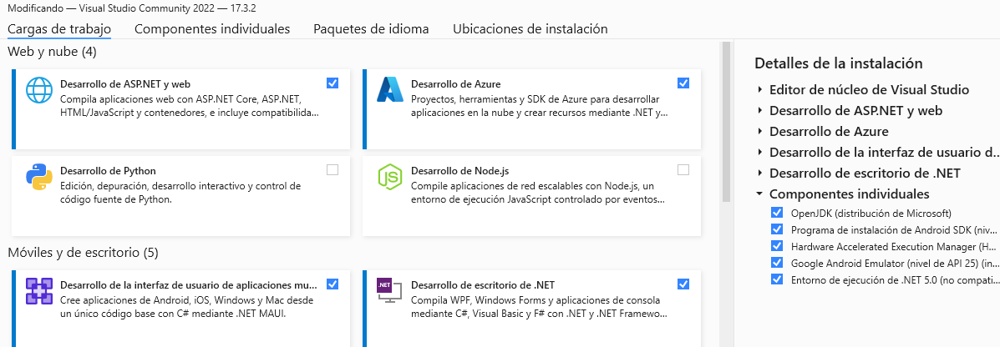 Modificando — Visual Studio Community 2022 — 17.3.2
Cargas de trabajo
Componentes individuales
Paquetes de idioma
Ubicaciones de instalación
Web y nube (4)
Desarrollo de ASP.NET y web
Compila aplicaciones web con ASP.NET Core, ASP.NET,
HTML/JavaScript y contenedores, e incluye compatibilida...
Desarrollo de Azure
Proyectos, herramientas y SDK de Azure para desarrollar
aplicaciones en la nube y crear recursos mediante .NET y...
Desarrollo de Python
Edición, depuración, desarrollo interactivo y control de
código fuente de Python.
JS
Desarrollo de Node.js
Compile aplicaciones de red escalables con Node.js, un
entorno de ejecución JavaScript controlado por eventos...
Móviles y de escritorio (5)
Desarrollo de la interfaz de usuario de aplicaciones mu...
Cree aplicaciones de Android, iOS, Windows y Mac desde
un único código base con C# mediante .NET MAUI.
.NET
Desarrollo de escritorio de .NET
Compila WPF, Windows Forms y aplicaciones de consola
mediante C#, Visual Basic y F# con .NET y .NET Framewo...
Detalles de la instalación
Editor de núcleo de Visual Studio
Desarrollo de ASP.NET y web
Desarrollo de Azure
Desarrollo de la interfaz de usuario d...
Desarrollo de escritorio de .NET
Componentes individuales
OpenJDK (distribución de Microsoft)
Programa de instalación de Android SDK (niv...
Hardware Accelerated Execution Manager (H...
Google Android Emulator (nivel de API 25) (in...
Entorno de ejecución de .NET 5.0 (no compati...